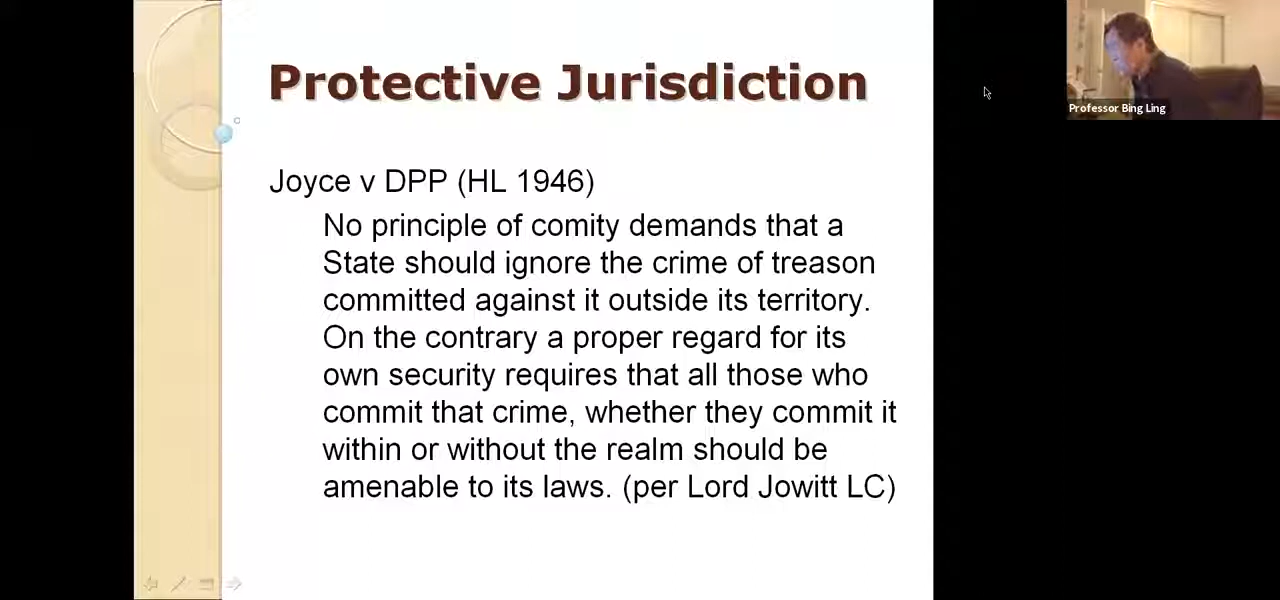 Protective Jurisdiction
Professor Bing Ling
Joyce v DPP (HL 1946)
No principle of comity demands that a
State should ignore the crime of treason
committed against it outside its territory.
On the contrary a proper regard for its
own security requires that all those who
commit that crime, whether they commit it
within or without the realm should be
amenable to its laws. (per Lord Jowitt LC)